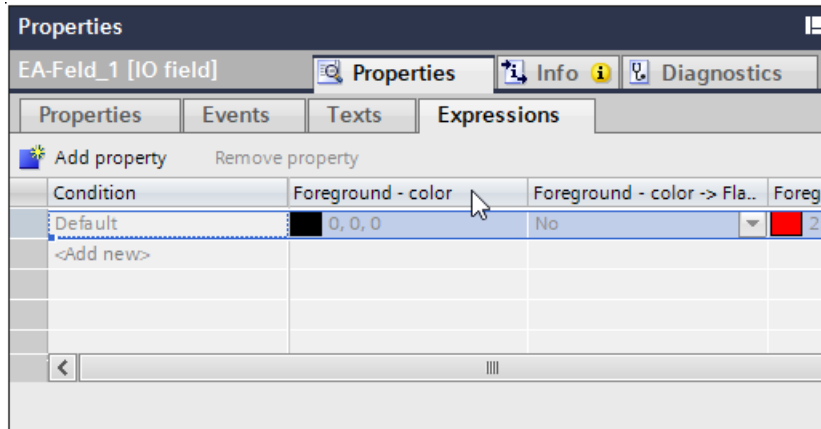 Properties
EA-Feld_1 [IO field] Properties Info Diagnostics
Properties Events Texts Expressions
Add property Remove property
Condition Foreground - color Foreground - color -> Fla.. Foreg
Default 0, 0, 0 No 2
<Add new>